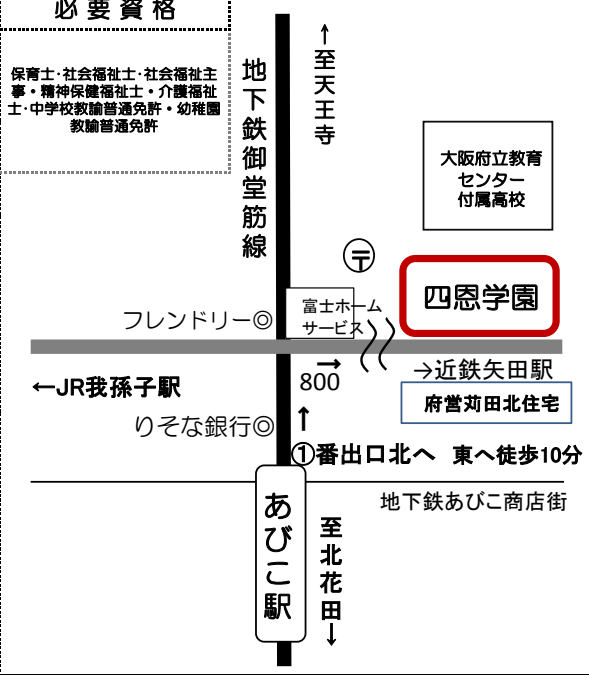 必要資格
保育士･社会福祉士･社会福祉主
事・精神保健福祉士・介護福祉
士･中学校教諭普通免許・幼稚園
教諭普通免許
地下鉄御堂筋線
↑至天王寺
大阪府立教育
センター
付属高校
〒
四恩学園
フレンドリー◎
富士ホーム
サービス
→
800
→近鉄矢田駅
←JR我孫子駅
府営苅田北住宅
りそな銀行◎
↑
①番出口北へ 東へ徒歩10分
地下鉄あびこ商店街
あびこ駅
至北花田↓